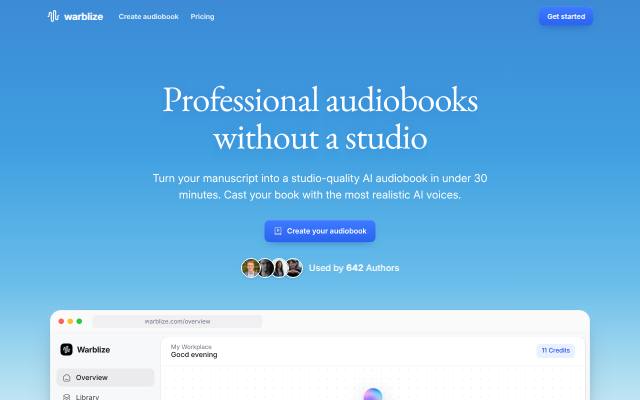 warblize
Create audiobook
Pricing
Get started
Professional audiobooks
without a studio
Turn your manuscript into a studio-quality AI audiobook in under 30
minutes. Cast your book with the most realistic AI voices.
Create your audiobook
Used by 642 Authors
warblize.com/overview
Warblize
My Workplace
Good evening
11 Credits
Overview
Library